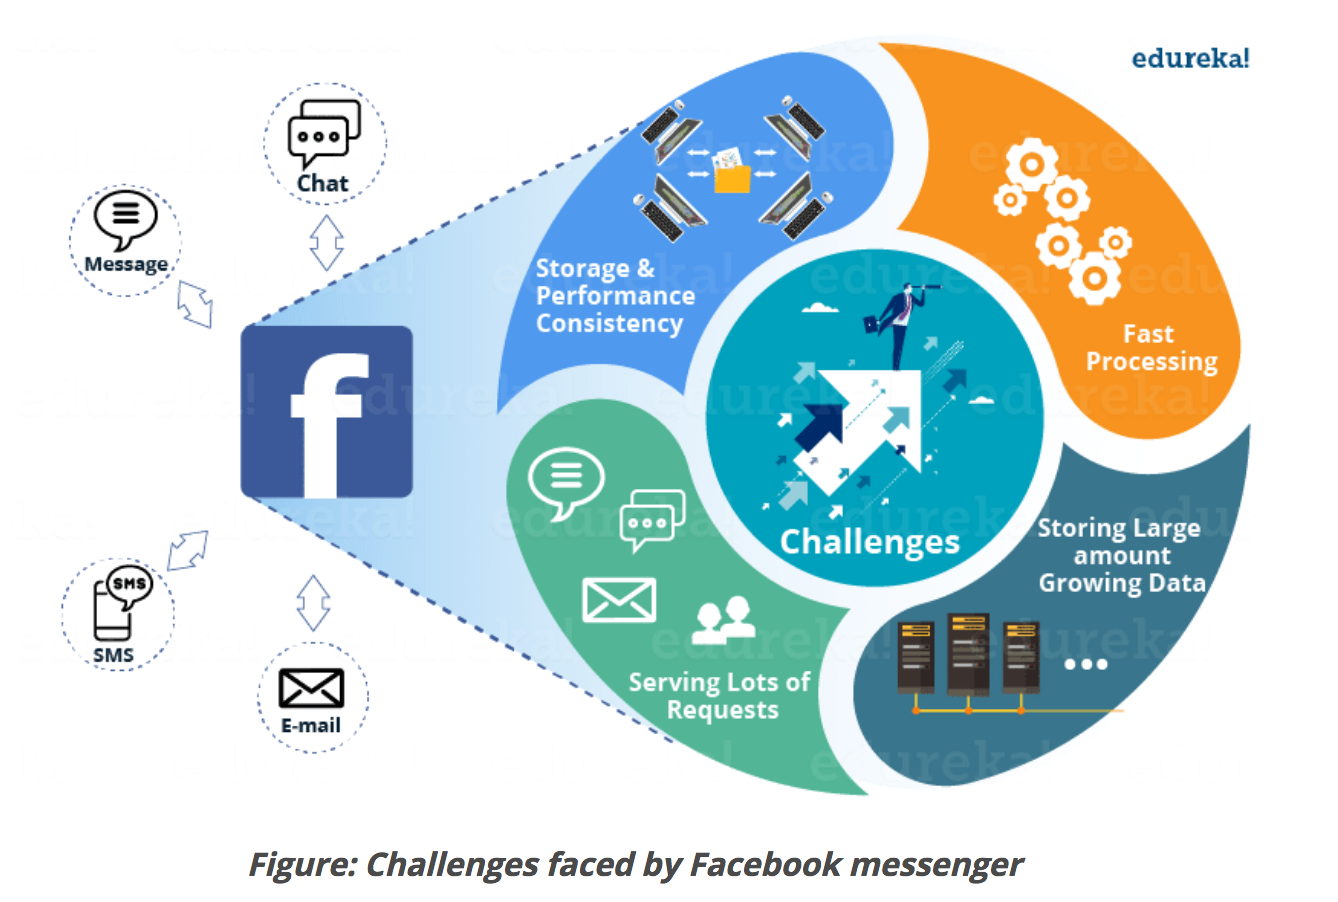 edureka!
Chat
Message
Storage &
Performance
Consistency
Fast
Processing
f
Challenges
Storing Large
amount
Growing Data
SMS
SMS
E-mail
Serving Lots of
Requests
Figure: Challenges faced by Facebook messenger